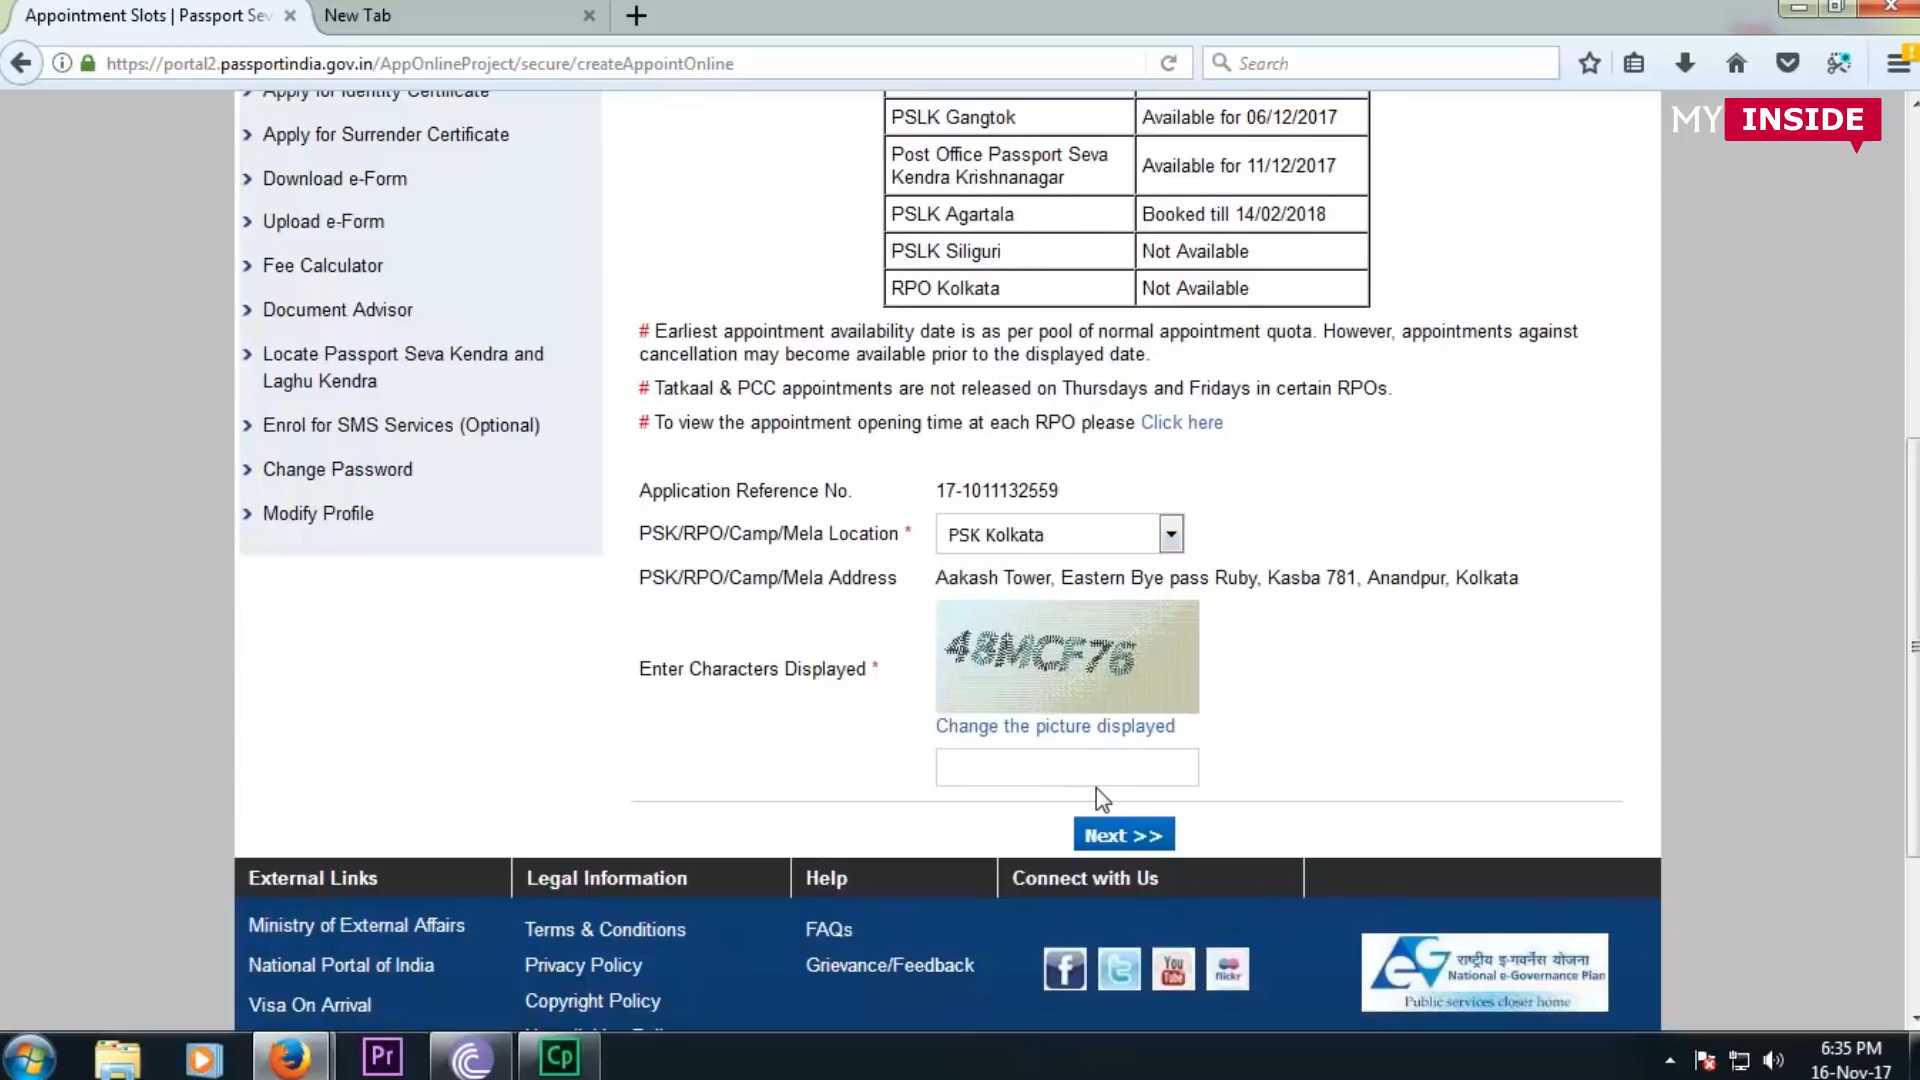 Appointment Slots | Passport Sev
New Tab
https://portal2.passportindia.gov.in/AppOnlineProject/secure/createAppointOnline
Search
MY INSIDE
Apply for Identity Certificate
Apply for Surrender Certificate
Download e-Form
Upload e-Form
Fee Calculator
Document Advisor
Locate Passport Seva Kendra and
Laghu Kendra
Enrol for SMS Services (Optional)
Change Password
Modify Profile
PSLK Gangtok Available for 06/12/2017
Post Office Passport Seva
Kendra Krishnanagar Available for 11/12/2017
PSLK Agartala Booked till 14/02/2018
PSLK Siliguri Not Available
RPO Kolkata Not Available
# Earliest appointment availability date is as per pool of normal appointment quota. However, appointments against
cancellation may become available prior to the displayed date.
# Tatkaal & PCC appointments are not released on Thursdays and Fridays in certain RPOs.
# To view the appointment opening time at each RPO please Click here
Application Reference No. 17-1011132559
PSK/RPO/Camp/Mela Location * PSK Kolkata
PSK/RPO/Camp/Mela Address Aakash Tower, Eastern Bye pass Ruby, Kasba 781, Anandpur, Kolkata
48MCF76
Enter Characters Displayed *
Change the picture displayed
Next >>
External Links
Ministry of External Affairs
National Portal of India
Visa On Arrival
Legal Information
Terms & Conditions
Privacy Policy
Copyright Policy
Help
FAQs
Grievance/Feedback
Connect with Us
f
t
You
Tube
flickr
राष्ट्रीय इ-गवर्नेंस योजना
National e-Governance Plan
Public services closer home
Pr
Cp
6:35 PM
16-Nov-17